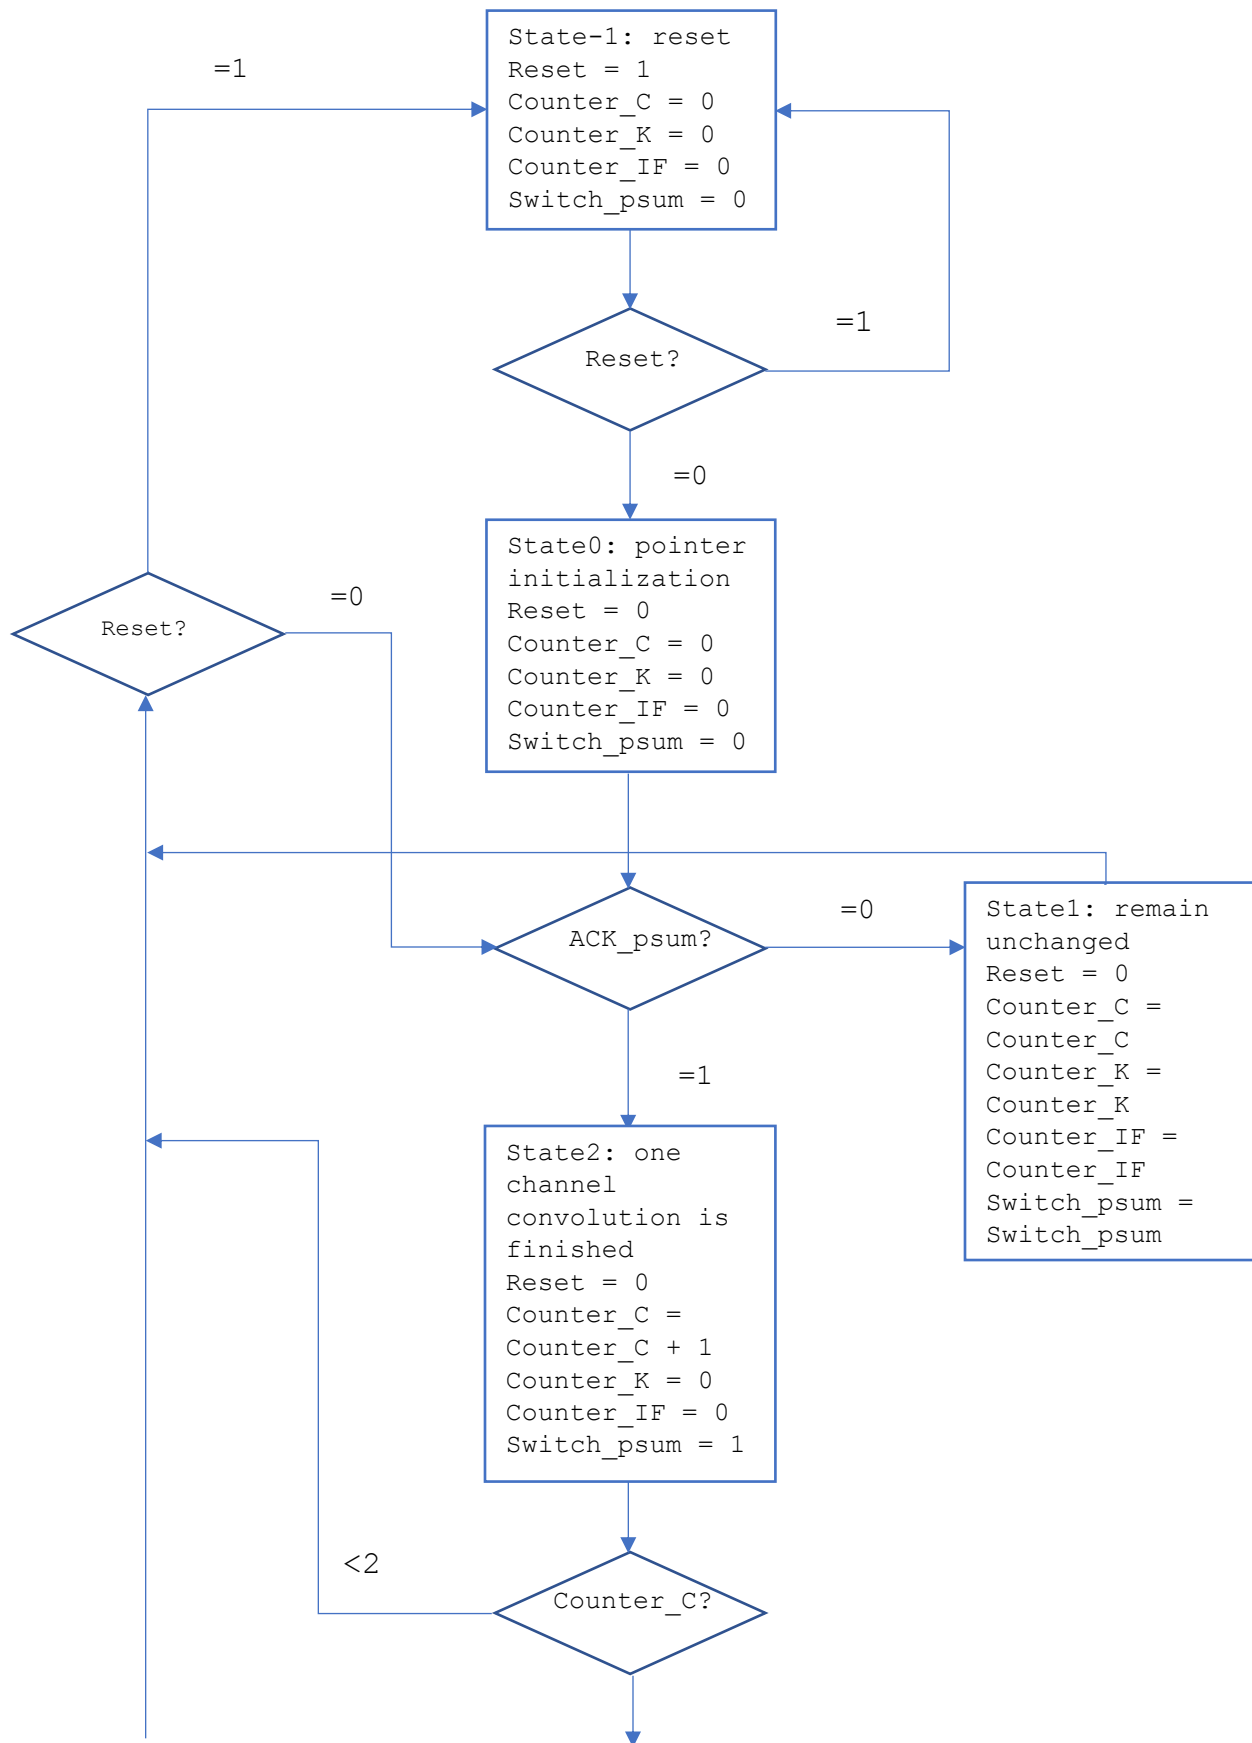 State-1: reset
Reset = 1
Counter_C = 0
Counter_K = 0
Counter_IF = 0
Switch_psum = 0
=1
=1
Reset?
=0
State0: pointer
initialization
Reset = 0
Counter_C = 0
Counter_K = 0
Counter_IF = 0
Switch_psum = 0
=0
Reset?
ACK_psum?
=0
State1: remain
unchanged
Reset = 0
Counter_C =
Counter_C
Counter_K =
Counter_K
Counter_IF =
Counter_IF
Switch_psum =
Switch_psum
=1
State2: one
channel
convolution is
finished
Reset = 0
Counter_C =
Counter_C + 1
Counter_K = 0
Counter_IF = 0
Switch_psum = 1
<2
Counter_C?